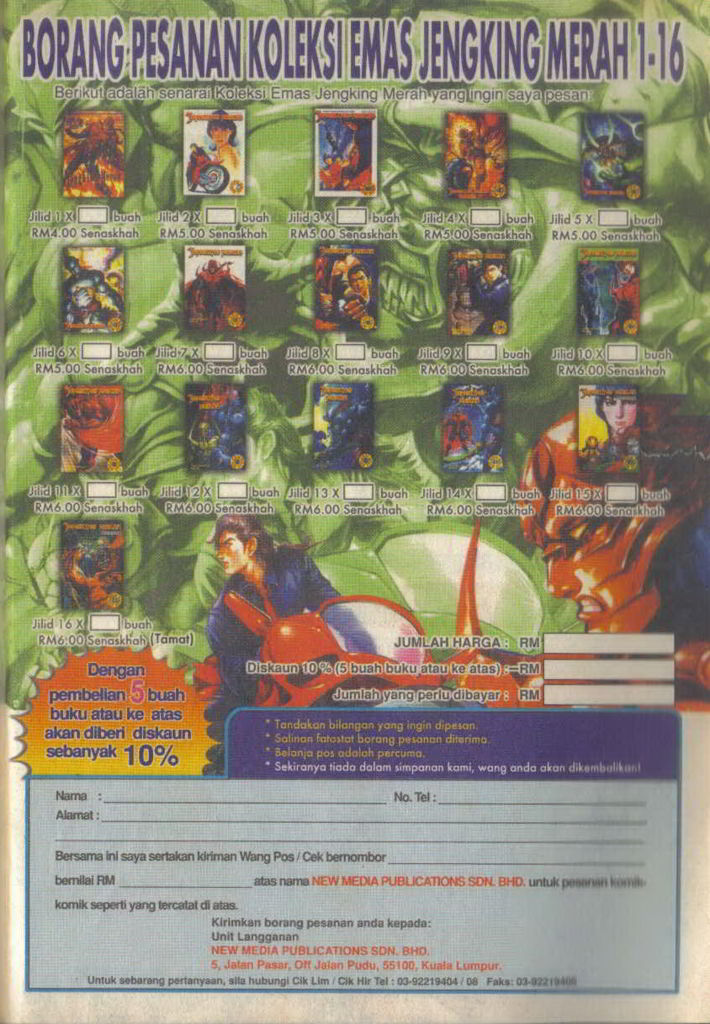 BORANG PESANAN KOLEKSI EMAS JENGKING MERAH 1-16
Berikut adalah senarai Koleksi Emas Jengking Merah yang ingin saya pesan:
Jilid 1 X buah Jilid 2 X buah Jilid 3 X buah Jilid 4 X buah Jilid 5 X buah
RM4.00 Senaskhah RM5.00 Senaskhah RM5.00 Senaskhah RM5.00 Senaskhah RM5.00 Senaskhah
Jilid 6 X buah Jilid 7 X buah Jilid 8 X buah Jilid 9 X buah Jilid 10 X buah
RM5.00 Senaskhah RM6.00 Senaskhah RM6.00 Senaskhah RM6.00 Senaskhah RM6.00 Senaskhah
Jilid 11 X buah Jilid 12 X buah Jilid 13 X buah Jilid 14 X buah Jilid 15 X buah
RM6.00 Senaskhah RM6.00 Senaskhah RM6.00 Senaskhah RM6.00 Senaskhah RM6.00 Senaskhah
Jilid 16 X buah
RM6.00 Senaskhah (Tamat)
JUMLAH HARGA : RM
Diskaun 10 % (5 buah buku atau ke atas) :–RM
Jumlah yang perlu dibayar : RM
Dengan
pembelian 5 buah
buku atau ke atas
akan diberi diskaun
sebanyak 10%
* Tandakan bilangan yang ingin dipesan.
* Salinan fotostat borang pesanan diterima.
* Belanja pos adalah percuma.
* Sekiranya tiada dalam simpanan kami, wang anda akan dikembalikan!
Nama : No. Tel :
Alamat :
Bersama ini saya sertakan kiriman Wang Pos / Cek bernombor
bernilai RM atas nama NEW MEDIA PUBLICATIONS SDN. BHD. untuk pesanan komik-
komik seperti yang tercatat di atas.
Kirimkan borang pesanan anda kepada:
Unit Langganan
NEW MEDIA PUBLICATIONS SDN. BHD.
5, Jalan Pasar, Off Jalan Pudu, 55100, Kuala Lumpur.
Untuk sebarang pertanyaan, sila hubungi Cik Lim / Cik Hir Tel : 03-92219404 / 08 Faks: 03-92219406